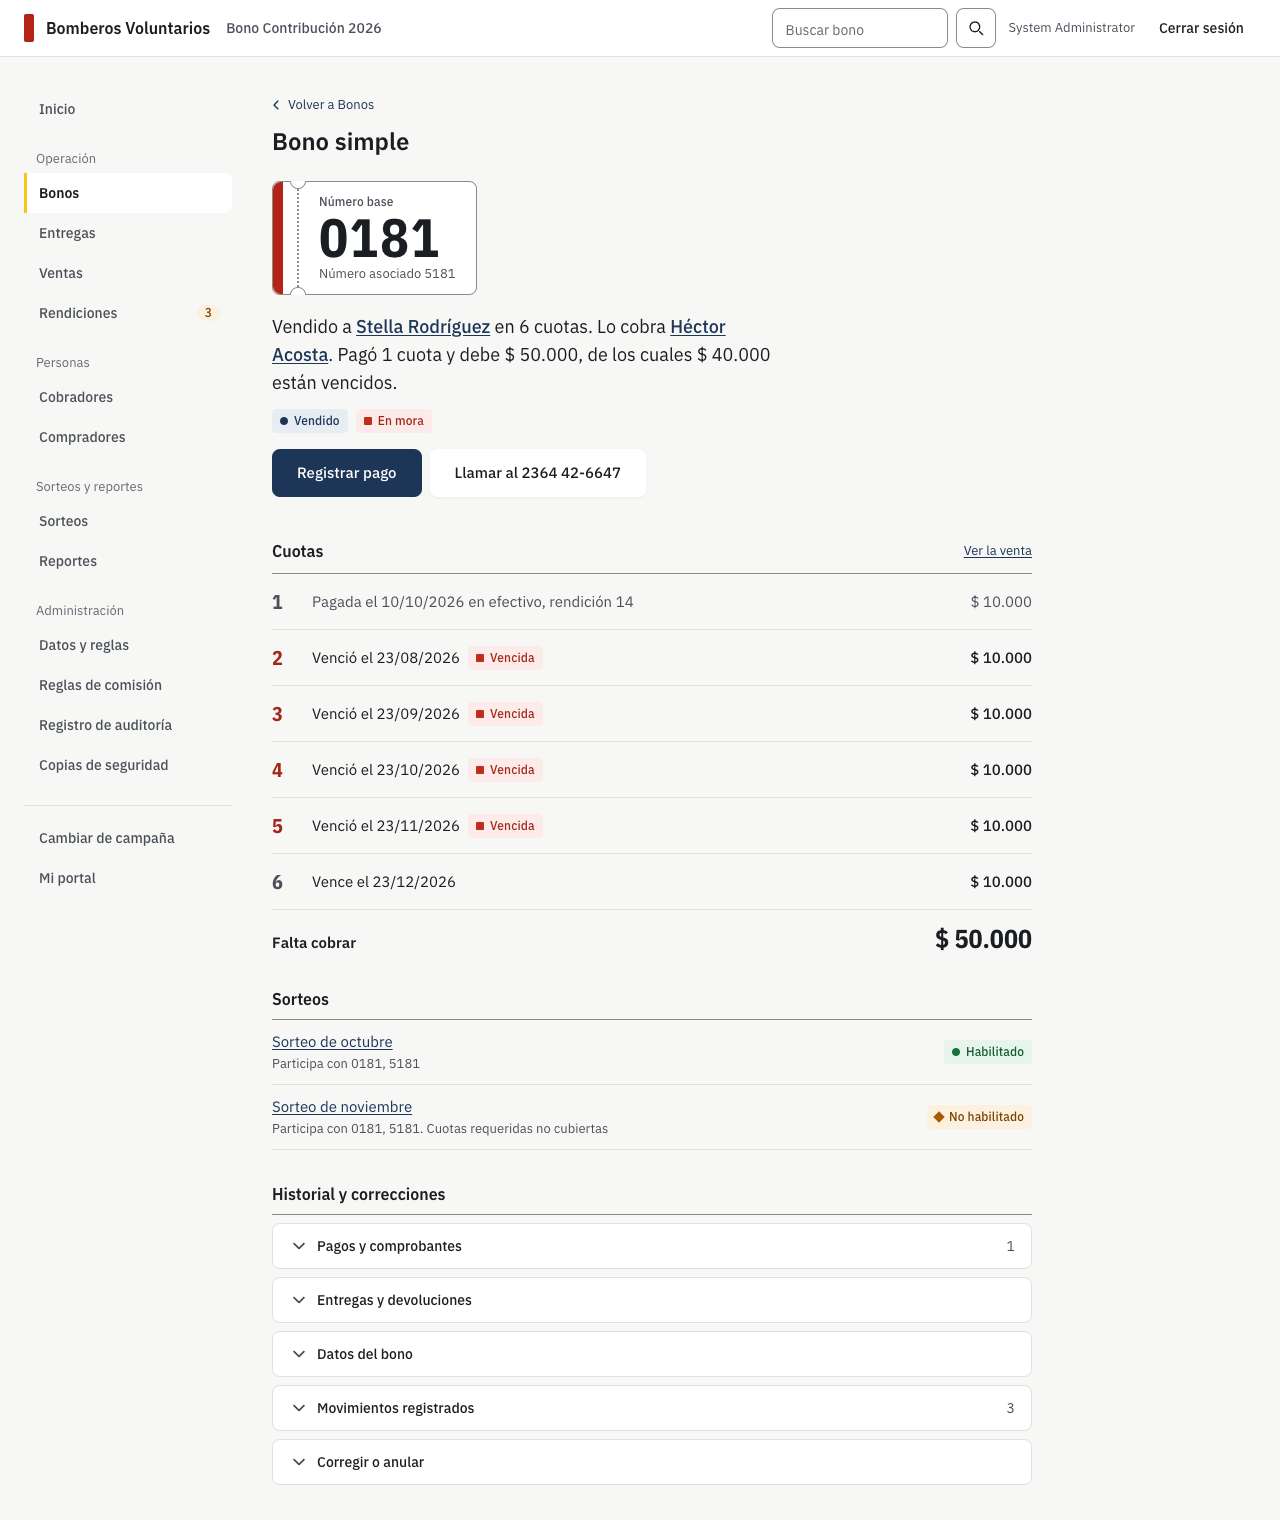 Bomberos Voluntarios
Bono Contribución 2026
Buscar bono
System Administrator
Cerrar sesión
Inicio
Operación
Bonos
Entregas
Ventas
Rendiciones 3
Personas
Cobradores
Compradores
Sorteos y reportes
Sorteos
Reportes
Administración
Datos y reglas
Reglas de comisión
Registro de auditoría
Copias de seguridad
Cambiar de campaña
Mi portal
Volver a Bonos
Bono simple
Número base
0181
Número asociado 5181
Vendido a Stella Rodríguez en 6 cuotas. Lo cobra Héctor
Acosta. Pagó 1 cuota y debe $ 50.000, de los cuales $ 40.000
están vencidos.
Vendido En mora
Registrar pago Llamar al 2364 42-6647
Cuotas Ver la venta
1 Pagada el 10/10/2026 en efectivo, rendición 14 $ 10.000
2 Venció el 23/08/2026 Vencida $ 10.000
3 Venció el 23/09/2026 Vencida $ 10.000
4 Venció el 23/10/2026 Vencida $ 10.000
5 Venció el 23/11/2026 Vencida $ 10.000
6 Vence el 23/12/2026 $ 10.000
Falta cobrar $ 50.000
Sorteos
Sorteo de octubre
Participa con 0181, 5181
Habilitado
Sorteo de noviembre
Participa con 0181, 5181. Cuotas requeridas no cubiertas
No habilitado
Historial y correcciones
Pagos y comprobantes 1
Entregas y devoluciones
Datos del bono
Movimientos registrados 3
Corregir o anular